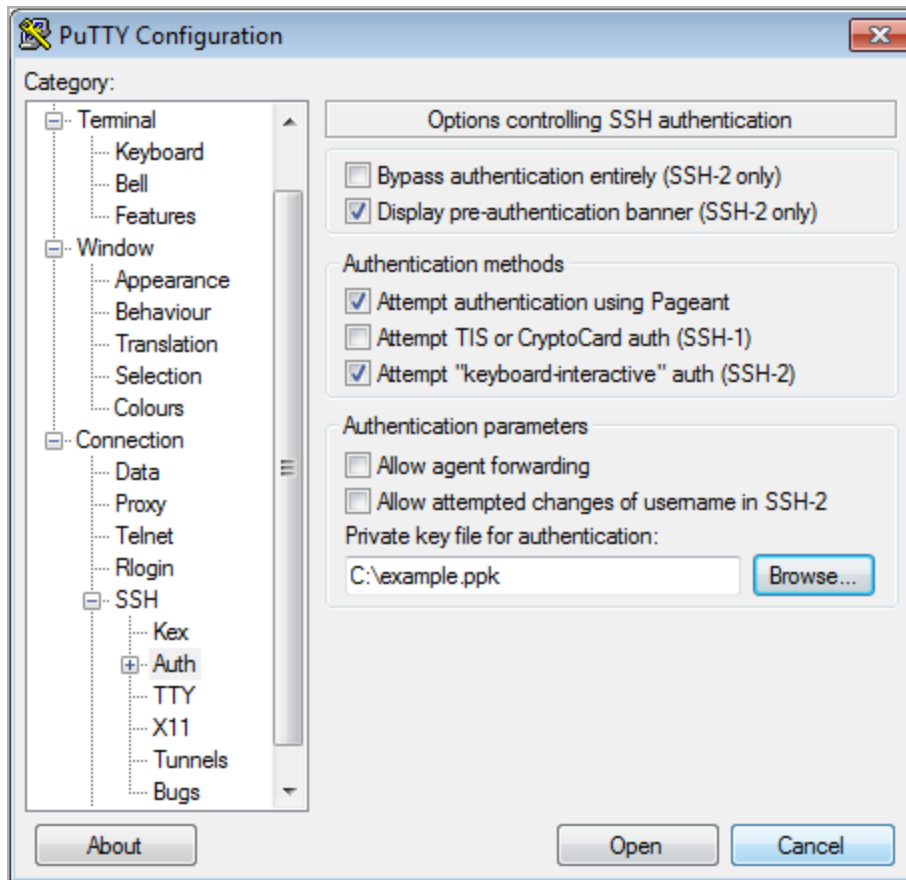 PuTTY Configuration
Category:
Terminal
Keyboard
Bell
Features
Window
Appearance
Behaviour
Translation
Selection
Colours
Connection
Data
Proxy
Telnet
Rlogin
SSH
Kex
Auth
TTY
X11
Tunnels
Bugs
Options controlling SSH authentication
Bypass authentication entirely (SSH-2 only)
Display pre-authentication banner (SSH-2 only)
Authentication methods
Attempt authentication using Pageant
Attempt TIS or CryptoCard auth (SSH-1)
Attempt "keyboard-interactive" auth (SSH-2)
Authentication parameters
Allow agent forwarding
Allow attempted changes of username in SSH-2
Private key file for authentication:
C:\example.ppk
Browse...
About
Open
Cancel